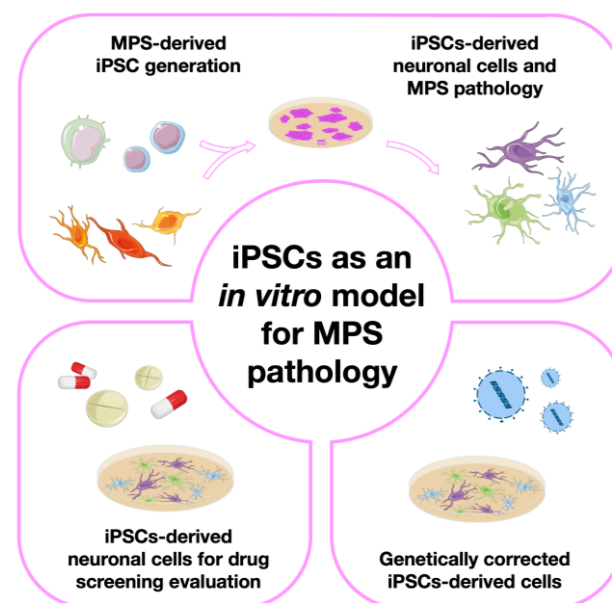 MPS-derived
iPSC generation
iPSCs-derived
neuronal cells and
MPS pathology
iPSCs as an
in vitro model
for MPS
pathology
iPSCs-derived
neuronal cells for drug
screening evaluation
Genetically corrected
iPSCs-derived cells